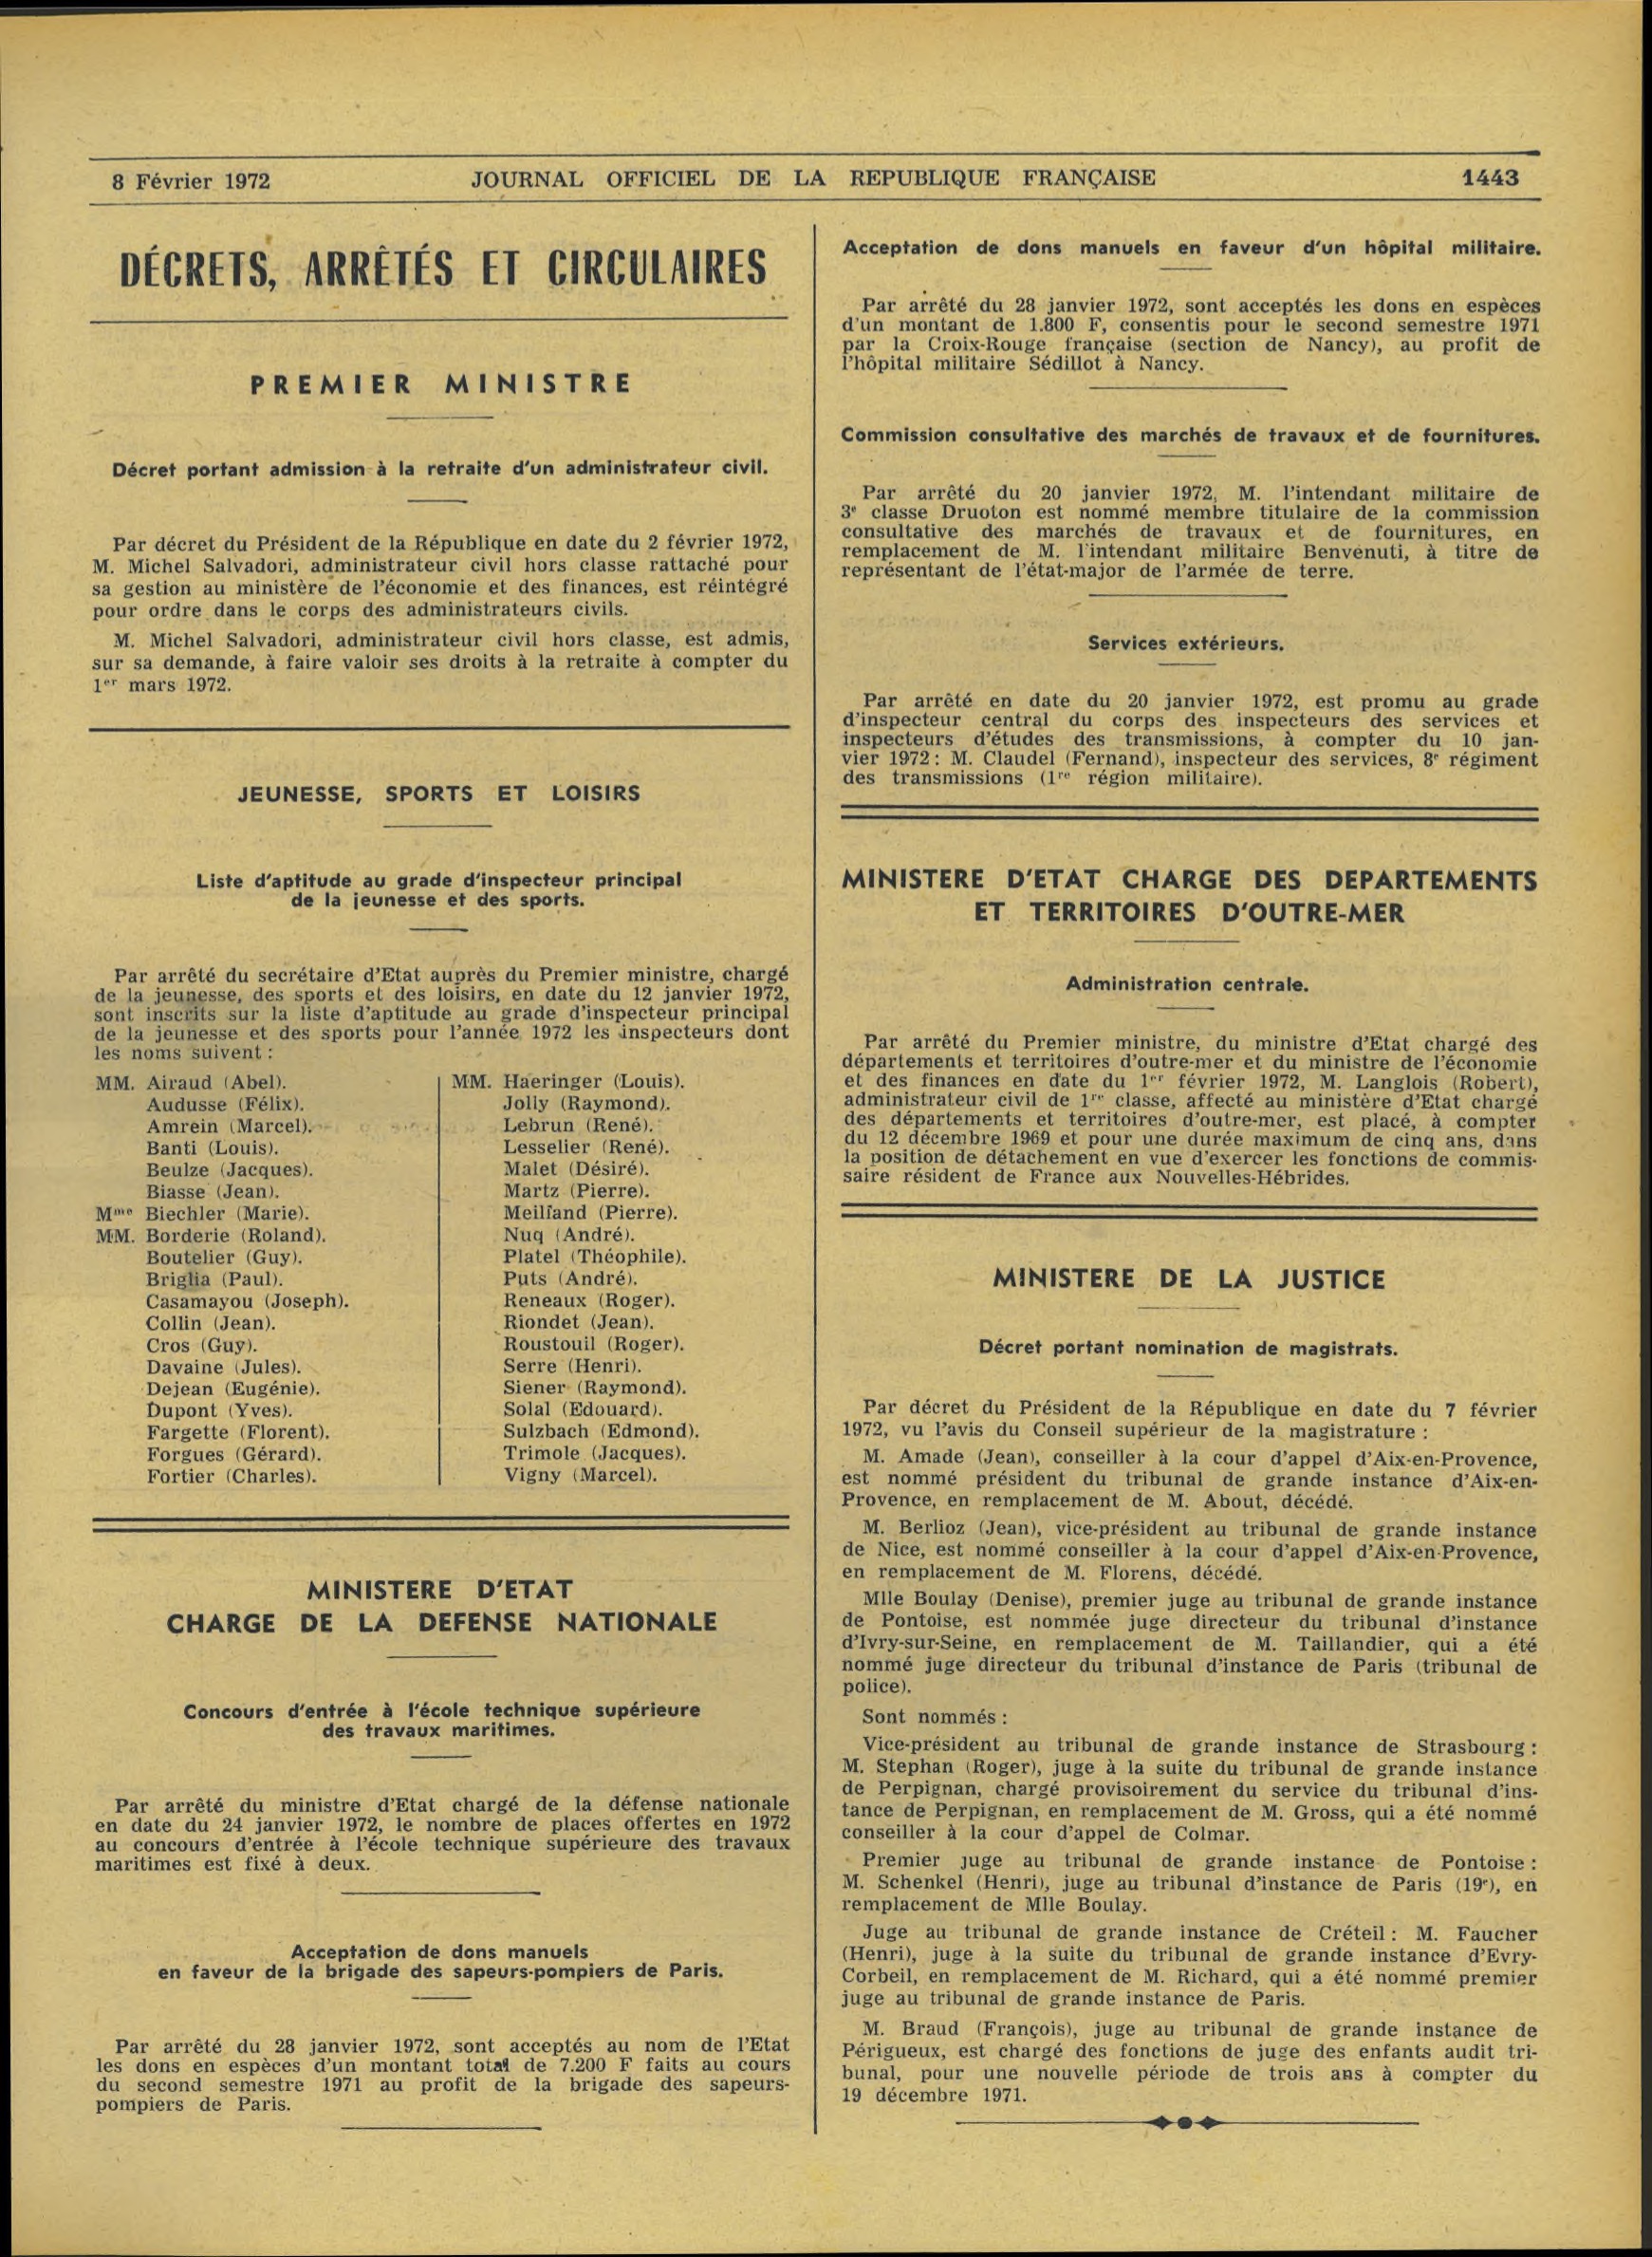 8 Février 1972
JOURNAL OFFICIEL DE LA REPUBLIQUE FRANÇAISE
1443
DÉCRETS, ARRÊTÉS ET CIRCULAIRES
PREMIER MINISTRE
Décret portant admission à la retraite d'un administrateur civil.
Par décret du Président de la République en date du 2 février 1972,
M. Michel Salvadori, administrateur civil hors classe rattaché pour
sa gestion au ministère de l'économie et des finances, est réintégré
pour ordre dans le corps des administrateurs civils.
M. Michel Salvadori, administrateur civil hors classe, est admis,
sur sa demande, à faire valoir ses droits à la retraite à compter du
1er mars 1972.
JEUNESSE, SPORTS ET LOISIRS
Liste d'aptitude au grade d'inspecteur principal
de la jeunesse et des sports.
Par arrêté du secrétaire d'Etat auprès du Premier ministre, chargé
de la jeunesse, des sports et des loisirs, en date du 12 janvier 1972,
sont inscrits sur la liste d'aptitude au grade d'inspecteur principal
de la jeunesse et des sports pour l'année 1972 les inspecteurs dont
les noms suivent :
MM. Airaud (Abel).
Audusse (Félix).
Amrein (Marcel).
Banti (Louis).
Beulze (Jacques).
Biasse (Jean).
Mme Biechler (Marie).
MM. Borderie (Roland).
Boutelier (Guy).
Briglia (Paul).
Casamayou (Joseph).
Collin (Jean).
Cros (Guy).
Davaine (Jules).
Dejean (Eugénie).
Dupont (Yves).
Fargette (Florent).
Forgues (Gérard).
Fortier (Charles).
MM. Haeringer (Louis).
Jolly (Raymond).
Lebrun (René).
Lesselier (René).
Malet (Désiré).
Martz (Pierre).
Meilland (Pierre).
Nuq (André).
Platel (Théophile).
Puts (André).
Reneaux (Roger).
Riondet (Jean).
Roustouil (Roger).
Serre (Henri).
Siener (Raymond).
Solal (Edouard).
Sulzbach (Edmond).
Trimole (Jacques).
Vigny (Marcel).
MINISTERE D'ETAT
CHARGE DE LA DEFENSE NATIONALE
Concours d'entrée à l'école technique supérieure
des travaux maritimes.
Par arrêté du ministre d'Etat chargé de la défense nationale
en date du 24 janvier 1972, le nombre de places offertes en 1972
au concours d'entrée à l'école technique supérieure des travaux
maritimes est fixé à deux.
Acceptation de dons manuels
en faveur de la brigade des sapeurs-pompiers de Paris.
Par arrêté du 28 janvier 1972, sont acceptés au nom de l'Etat
les dons en espèces d'un montant total de 7.200 F faits au cours
du second semestre 1971 au profit de la brigade des sapeurs-
pompiers de Paris.
Acceptation de dons manuels en faveur d'un hôpital militaire.
Par arrêté du 28 janvier 1972, sont acceptés les dons en espèces
d'un montant de 1.800 F, consentis pour le second semestre 1971
par la Croix-Rouge française (section de Nancy), au profit de
l'hôpital militaire Sédillot à Nancy.
Commission consultative des marchés de travaux et de fournitures.
Par arrêté du 20 janvier 1972, M. l'intendant militaire de
3e classe Druoton est nommé membre titulaire de la commission
consultative des marchés de travaux et de fournitures, en
remplacement de M. l'intendant militaire Benvenuti, à titre de
représentant de l'état-major de l'armée de terre.
Services extérieurs.
Par arrêté en date du 20 janvier 1972, est promu au grade
d'inspecteur central du corps des inspecteurs des services et
inspecteurs d'études des transmissions, à compter du 10 jan-
vier 1972 : M. Claudel (Fernand), inspecteur des services, 8e régiment
des transmissions (1re région militaire).
MINISTERE D'ETAT CHARGE DES DEPARTEMENTS
ET TERRITOIRES D'OUTRE-MER
Administration centrale.
Par arrêté du Premier ministre, du ministre d'Etat chargé des
départements et territoires d'outre-mer et du ministre de l'économie
et des finances en date du 1er février 1972, M. Langlois (Robert),
administrateur civil de 1re classe, affecté au ministère d'Etat chargé
des départements et territoires d'outre-mer, est placé, à compter
du 12 décembre 1969 et pour une durée maximum de cinq ans, dans
la position de détachement en vue d'exercer les fonctions de commis-
saire résident de France aux Nouvelles-Hébrides.
MINISTERE DE LA JUSTICE
Décret portant nomination de magistrats.
Par décret du Président de la République en date du 7 février
1972, vu l'avis du Conseil supérieur de la magistrature :
M. Amade (Jean), conseiller à la cour d'appel d'Aix-en-Provence,
est nommé président du tribunal de grande instance d'Aix-en-
Provence, en remplacement de M. About, décédé.
M. Berlioz (Jean), vice-président au tribunal de grande instance
de Nice, est nommé conseiller à la cour d'appel d'Aix-en-Provence,
en remplacement de M. Florens, décédé.
Mlle Boulay (Denise), premier juge au tribunal de grande instance
de Pontoise, est nommée juge directeur du tribunal d'instance
d'Ivry-sur-Seine, en remplacement de M. Taillandier, qui a été
nommé juge directeur du tribunal d'instance de Paris (tribunal de
police).
Sont nommés :
Vice-président au tribunal de grande instance de Strasbourg :
M. Stephan (Roger), juge à la suite du tribunal de grande instance
de Perpignan, chargé provisoirement du service du tribunal d'ins-
tance de Perpignan, en remplacement de M. Gross, qui a été nommé
conseiller à la cour d'appel de Colmar.
Premier juge au tribunal de grande instance de Pontoise :
M. Schenkel (Henri), juge au tribunal d'instance de Paris (19e), en
remplacement de Mlle Boulay.
Juge au tribunal de grande instance de Créteil : M. Faucher
(Henri), juge à la suite du tribunal de grande instance d'Evry-
Corbeil, en remplacement de M. Richard, qui a été nommé premier
juge au tribunal de grande instance de Paris.
M. Braud (François), juge au tribunal de grande instance de
Périgueux, est chargé des fonctions de juge des enfants audit tri-
bunal, pour une nouvelle période de trois ans à compter du
19 décembre 1971.